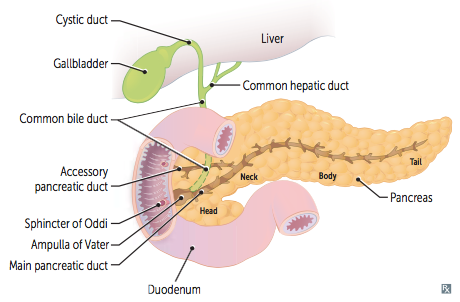 Cystic duct
Liver
Gallbladder
Common hepatic duct
Common bile duct
Accessory
pancreatic duct
Neck
Body
Tail
Pancreas
Head
Sphincter of Oddi
Ampulla of Vater
Main pancreatic duct
Duodenum
Rx